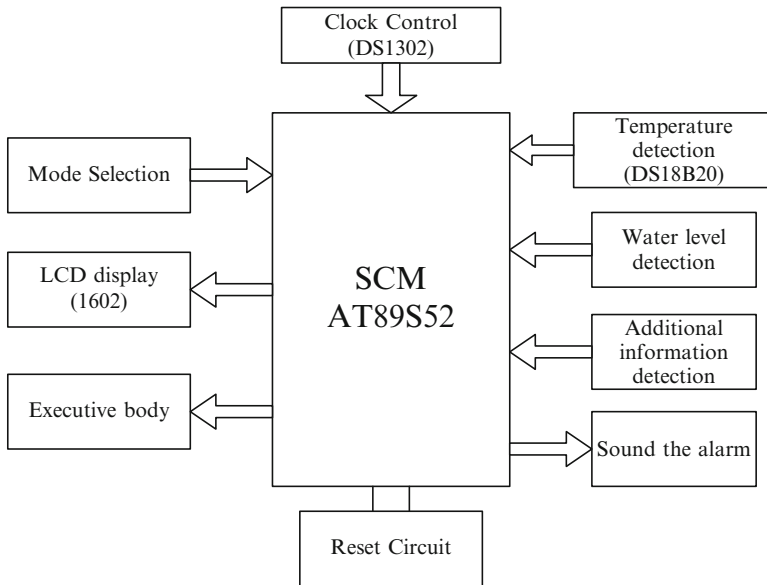 Clock Control
(DS1302)
Mode Selection
Temperature
detection
(DS18B20)
LCD display
(1602)
SCM
AT89S52
Water level
detection
Additional
information
detection
Executive body
Sound the alarm
Reset Circuit